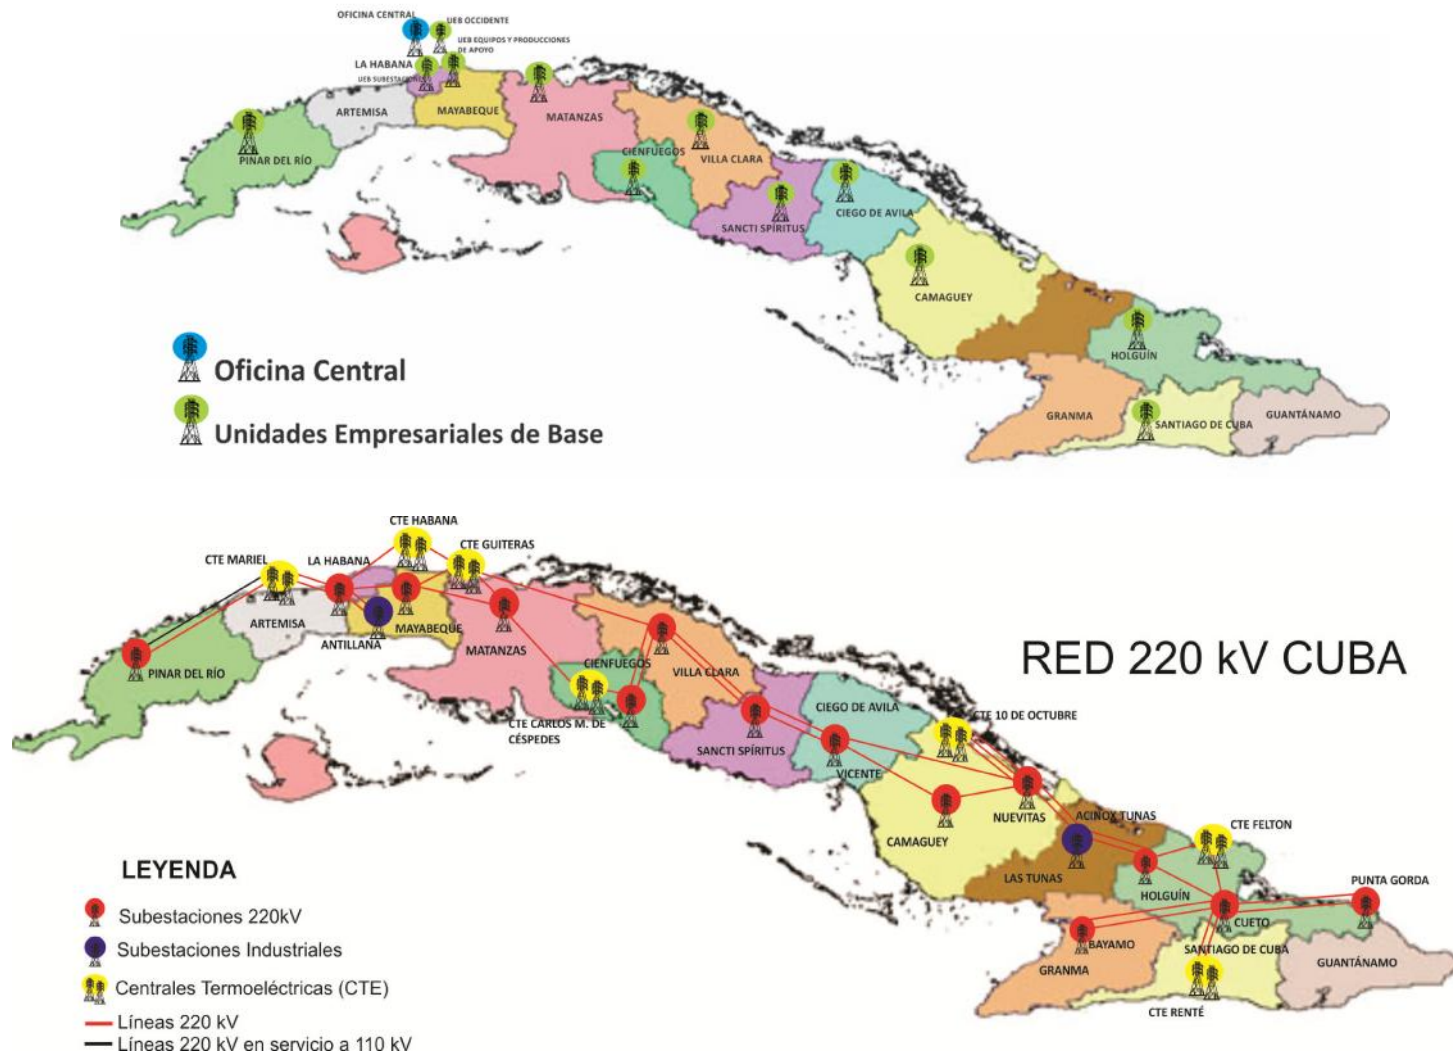 OFICINA CENTRAL
UEB OCCIDENTE
UEB EQUIPOS Y PRODUCCIONES
DE APOYO
LA HABANA
UEB SUBESTACIONES
ARTEMISA
MAYABEQUE
MATANZAS
PINAR DEL RÍO
CIENFUEGOS
VILLA CLARA
SANCTI SPÍRITUS
CIEGO DE AVILA
CAMAGUEY
HOLGUÍN
GRANMA
SANTIAGO DE CUBA
GUANTÁNAMO
Oficina Central
Unidades Empresariales de Base
CTE HABANA
CTE GUITERAS
LA HABANA
CTE MARIEL
ARTEMISA
MAYABEQUE
ANTILLANA
MATANZAS
PINAR DEL RÍO
CIENFUEGOS
VILLA CLARA
RED 220 kV CUBA
CTE CARLOS M. DE
CÉSPEDES
SANCTI SPÍRITUS
CIEGO DE AVILA
VICENTE
CTE 10 DE OCTUBRE
NUEVITAS
ACINOX TUNAS
CAMAGUEY
CTE FELTON
LAS TUNAS
HOLGUÍN
PUNTA GORDA
CUETO
BAYAMO
SANTIAGO DE CUBA
GRANMA
GUANTÁNAMO
CTE RENTÉ
LEYENDA
Subestaciones 220kV
Subestaciones Industriales
Centrales Termoeléctricas (CTE)
Líneas 220 kV
Líneas 220 kV en servicio a 110 kV